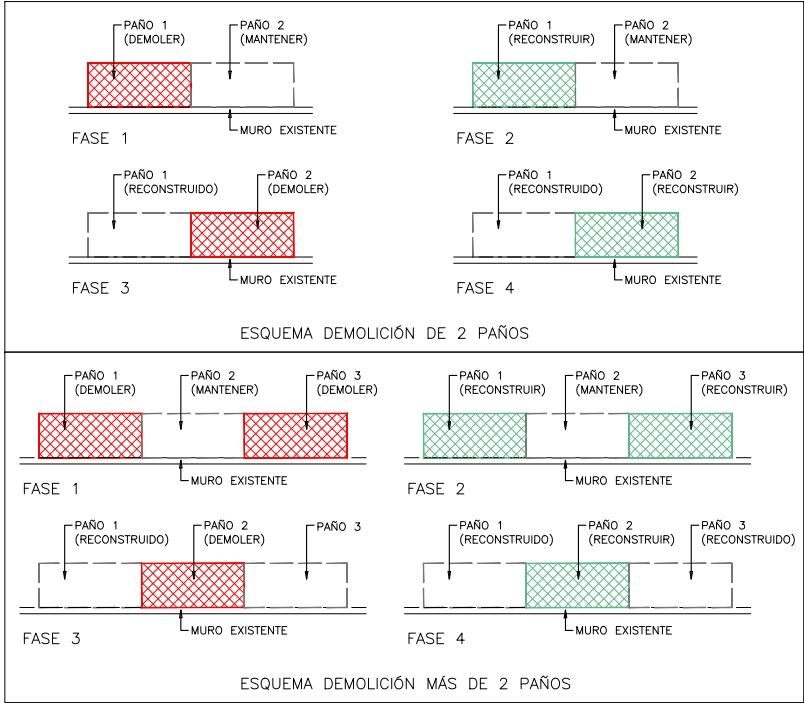 PAÑO 1
(DEMOLER)
PAÑO 2
(MANTENER)
MURO EXISTENTE
FASE 1
PAÑO 1
(RECONSTRUIR)
PAÑO 2
(MANTENER)
MURO EXISTENTE
FASE 2
PAÑO 1
(RECONSTRUIDO)
PAÑO 2
(DEMOLER)
MURO EXISTENTE
FASE 3
PAÑO 1
(RECONSTRUIDO)
PAÑO 2
(RECONSTRUIR)
MURO EXISTENTE
FASE 4
ESQUEMA DEMOLICIÓN DE 2 PAÑOS
PAÑO 1
(DEMOLER)
PAÑO 2
(MANTENER)
PAÑO 3
(DEMOLER)
MURO EXISTENTE
FASE 1
PAÑO 1
(RECONSTRUIR)
PAÑO 2
(MANTENER)
PAÑO 3
(RECONSTRUIR)
MURO EXISTENTE
FASE 2
PAÑO 1
(RECONSTRUIDO)
PAÑO 2
(DEMOLER)
PAÑO 3
MURO EXISTENTE
FASE 3
PAÑO 1
(RECONSTRUIDO)
PAÑO 2
(RECONSTRUIR)
PAÑO 3
(RECONSTRUIDO)
MURO EXISTENTE
FASE 4
ESQUEMA DEMOLICIÓN MÁS DE 2 PAÑOS